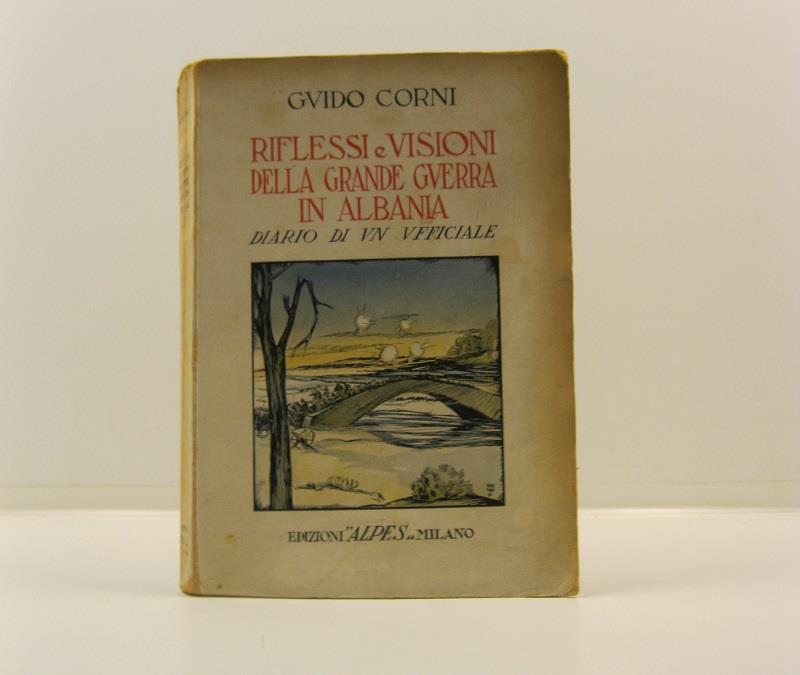 GVIDO CORNI
RIFLESSI e VISIONI
DELLA GRANDE GVERRA
IN ALBANIA
DIARIO DI VN VFFICIALE
EDIZIONI "ALPES" MILANO